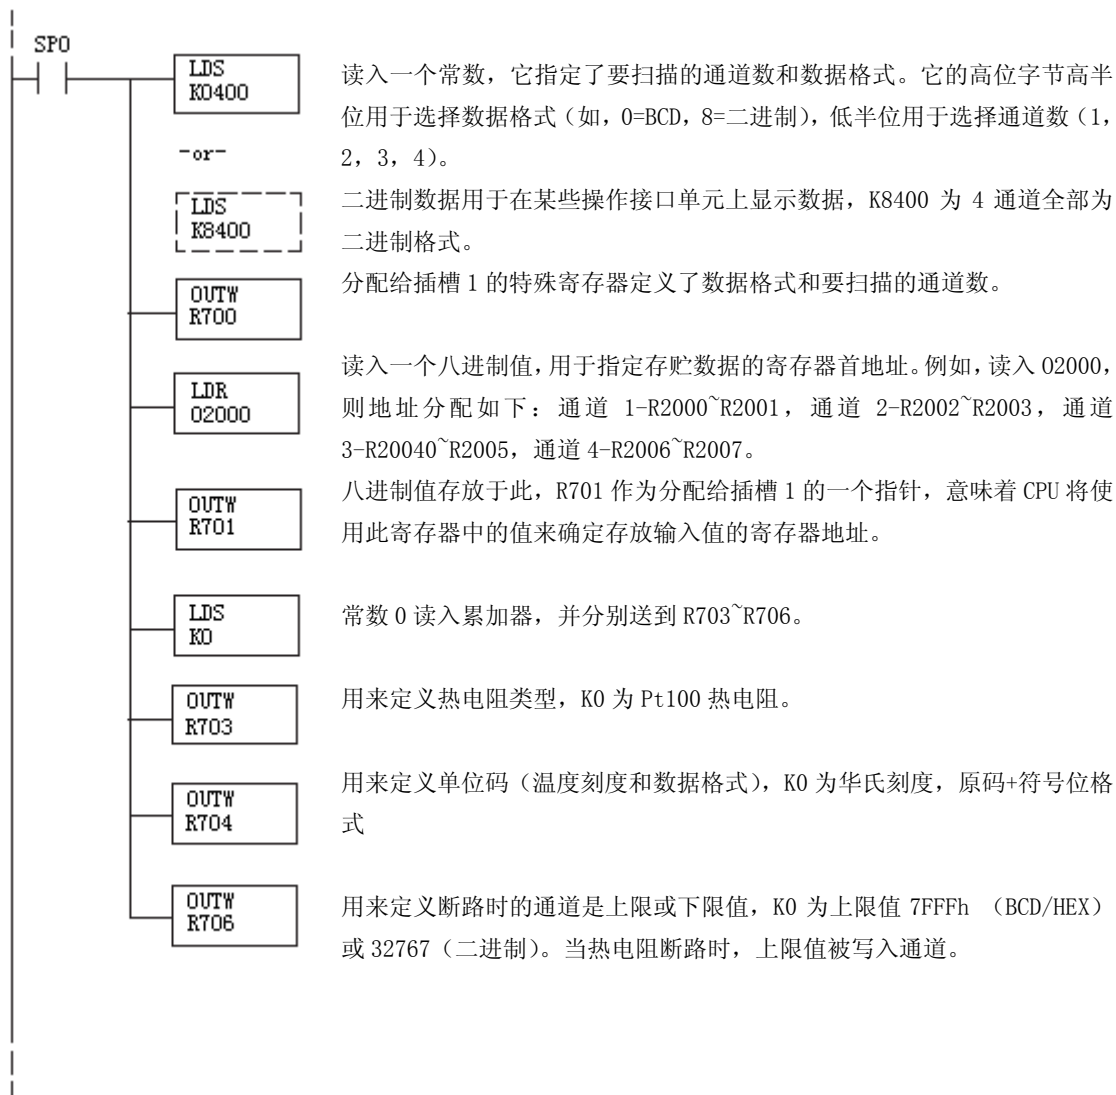 SP0
LDS
K0400
读入一个常数，它指定了要扫描的通道数和数据格式。它的高位字节高半
位用于选择数据格式（如，0=BCD，8=二进制），低半位用于选择通道数（1，
-or-
2，3，4）。
LDS
K8400
二进制数据用于在某些操作接口单元上显示数据，K8400 为 4 通道全部为
二进制格式。
OUTW
R700
分配给插槽 1 的特殊寄存器定义了数据格式和要扫描的通道数。
LDR
O2000
读入一个八进制值，用于指定存贮数据的寄存器首地址。例如，读入 O2000，
则地址分配如下：通道 1-R2000~R2001，通道 2-R2002~R2003，通道
3-R20040~R2005，通道 4-R2006~R2007。
OUTW
R701
八进制值存放于此，R701 作为分配给插槽 1 的一个指针，意味着 CPU 将使
用此寄存器中的值来确定存放输入值的寄存器地址。
LDS
K0
常数 0 读入累加器，并分别送到 R703~R706。
OUTW
R703
用来定义热电阻类型，K0 为 Pt100 热电阻。
OUTW
R704
用来定义单位码（温度刻度和数据格式），K0 为华氏刻度，原码+符号位格
式
OUTW
R706
用来定义断路时的通道是上限或下限值，K0 为上限值 7FFFh （BCD/HEX）
或 32767（二进制）。当热电阻断路时，上限值被写入通道。